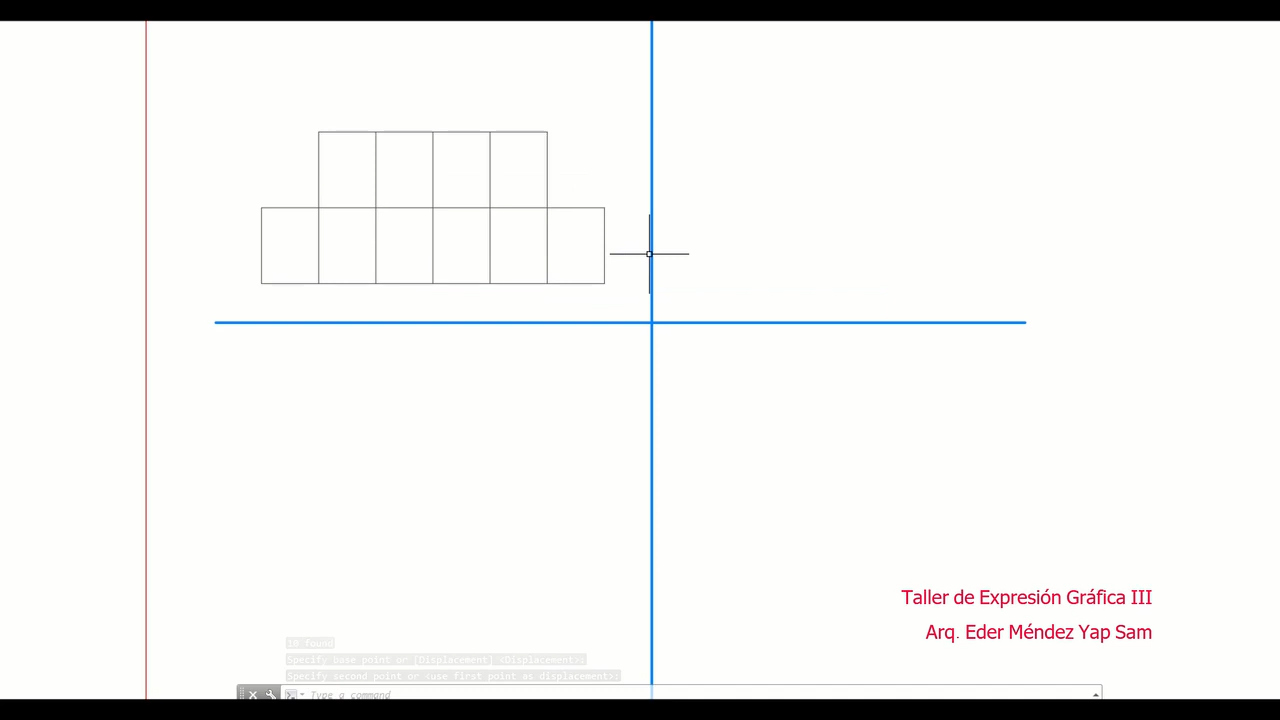 Taller de Expresión Gráfica III
Arq. Eder Méndez Yap Sam
10 found
Specify base point or [Displacement] <Displacement>:
Specify second point or <use first point as displacement>:
Type a command